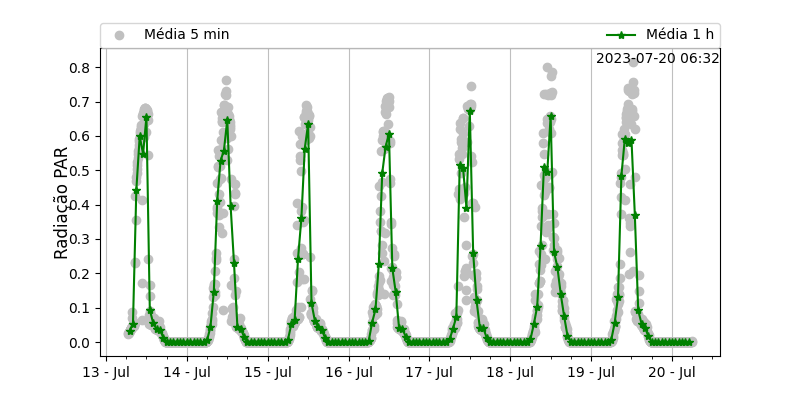 Média 5 min
Média 1 h
2023-07-20 06:32
Radiação PAR
0.8
0.7
0.6
0.5
0.4
0.3
0.2
0.1
0.0
13 - Jul
14 - Jul
15 - Jul
16 - Jul
17 - Jul
18 - Jul
19 - Jul
20 - Jul